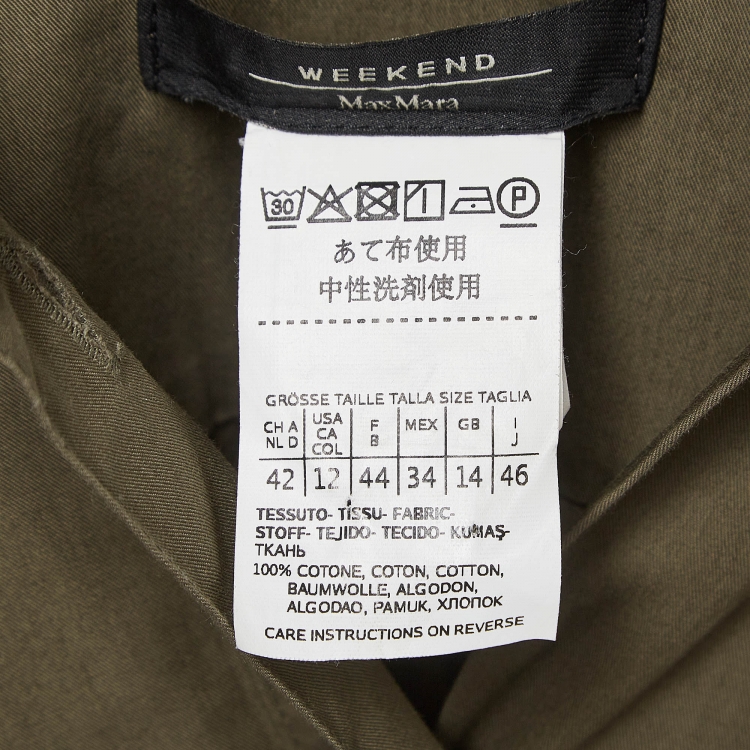 WEEKEND
MaxMara
30 P
あて布使用
中性洗剤使用
GRÖSSE TAILLE TALLA SIZE TAGLIA
CH A NL D USA CA COL F B MEX GB I J
42 12 44 34 14 46
TESSUTO- TISSU- FABRIC-
STOFF- TEJIDO- TECIDO- KUMAŞ-
ТКАНЬ
100% COTONE, COTON, COTTON,
BAUMWOLLE, ALGODON,
ALGODAO, PAMUK, ХЛОПОК
CARE INSTRUCTIONS ON REVERSE